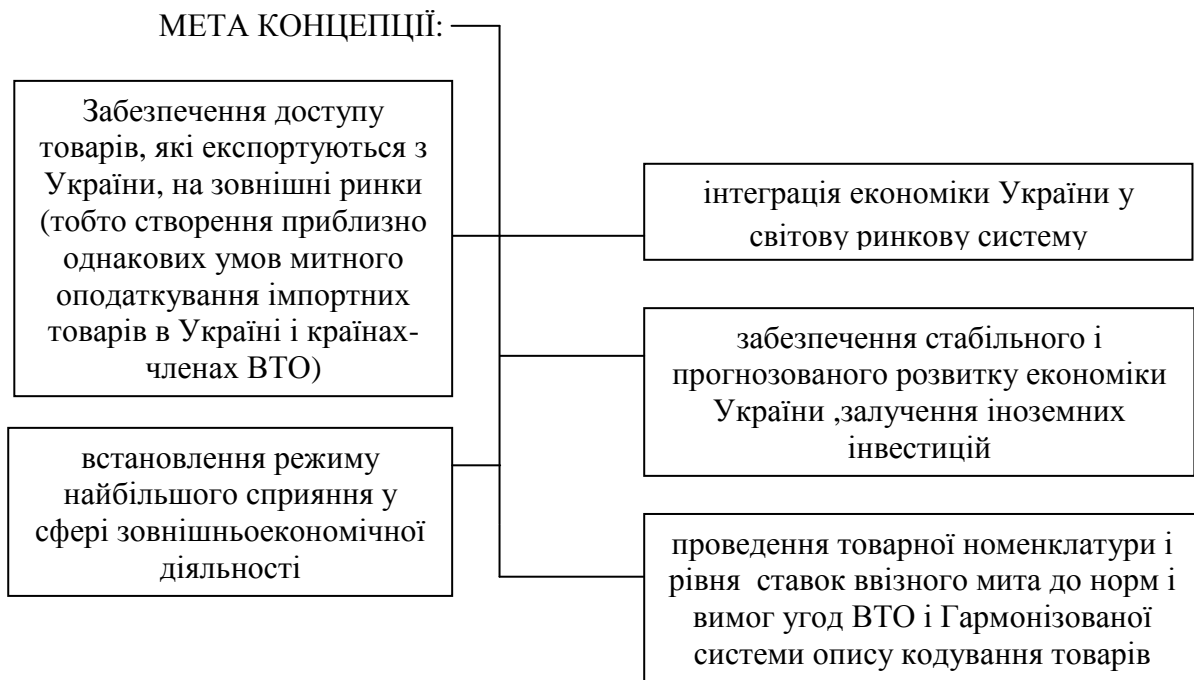 МЕТА КОНЦЕПЦІЇ:
Забезпечення доступу
товарів, які експортуються з
України, на зовнішні ринки
(тобто створення приблизно
однакових умов митного
оподаткування імпортних
товарів в Україні і країнах-
членах ВТО)
встановлення режиму
найбільшого сприяння у
сфері зовнішньоекономічної
діяльності
інтеграція економіки України у
світову ринкову систему
забезпечення стабільного і
прогнозованого розвитку економіки
України ,залучення іноземних
інвестицій
проведення товарної номенклатури і
рівня ставок ввізного мита до норм і
вимог угод ВТО і Гармонізованої
системи опису кодування товарів